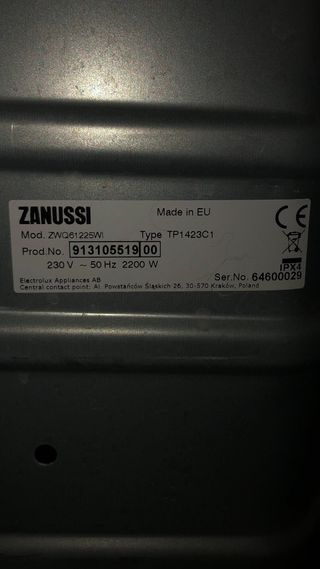 ZANUSSI Made in EU
Mod. ZWQ61225WI Type TP1423C1
Prod.No. 913105519 00
230 V ~ 50 Hz 2200 W
IPX4
Ser.No. 64600029
Electrolux Appliances AB
Central contact point: Al. Powstańców Śląskich 26, 30-570 Kraków, Poland
CE